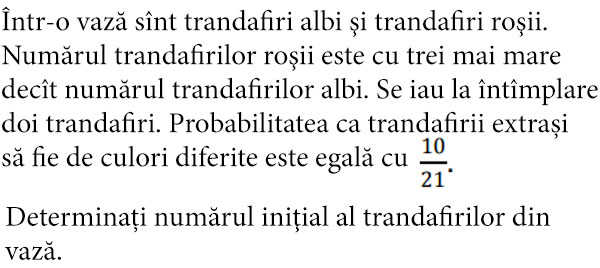 Într-o vază sînt trandafiri albi și trandafiri roșii.
Numărul trandafirilor roșii este cu trei mai mare
decît numărul trandafirilor albi. Se iau la întîmplare
doi trandafiri. Probabilitatea ca trandafirii extrași
să fie de culori diferite este egală cu 10/21.
Determinați numărul inițial al trandafirilor din
vază.